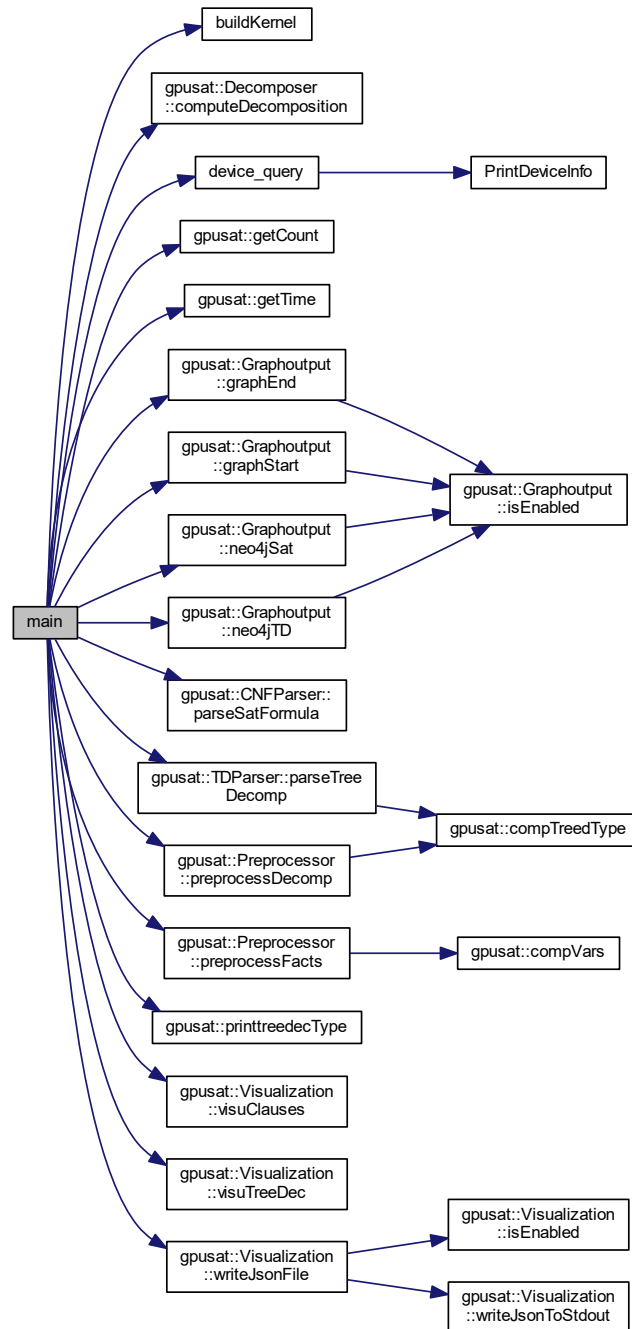 buildKernel
gpusat::Decomposer
::computeDecomposition
device_query
PrintDeviceInfo
gpusat::getCount
gpusat::getTime
gpusat::Graphoutput
::graphEnd
gpusat::Graphoutput
::graphStart
gpusat::Graphoutput
::isEnabled
gpusat::Graphoutput
::neo4jSat
gpusat::Graphoutput
::neo4jTD
main
gpusat::CNFParser::
parseSatFormula
gpusat::TDParser::parseTree
Decomp
gpusat::compTreedType
gpusat::Preprocessor
::preprocessDecomp
gpusat::Preprocessor
::preprocessFacts
gpusat::compVars
gpusat::printtreedecType
gpusat::Visualization
::visuClauses
gpusat::Visualization
::visuTreeDec
gpusat::Visualization
::writeJsonFile
gpusat::Visualization
::isEnabled
gpusat::Visualization
::writeJsonToStdout